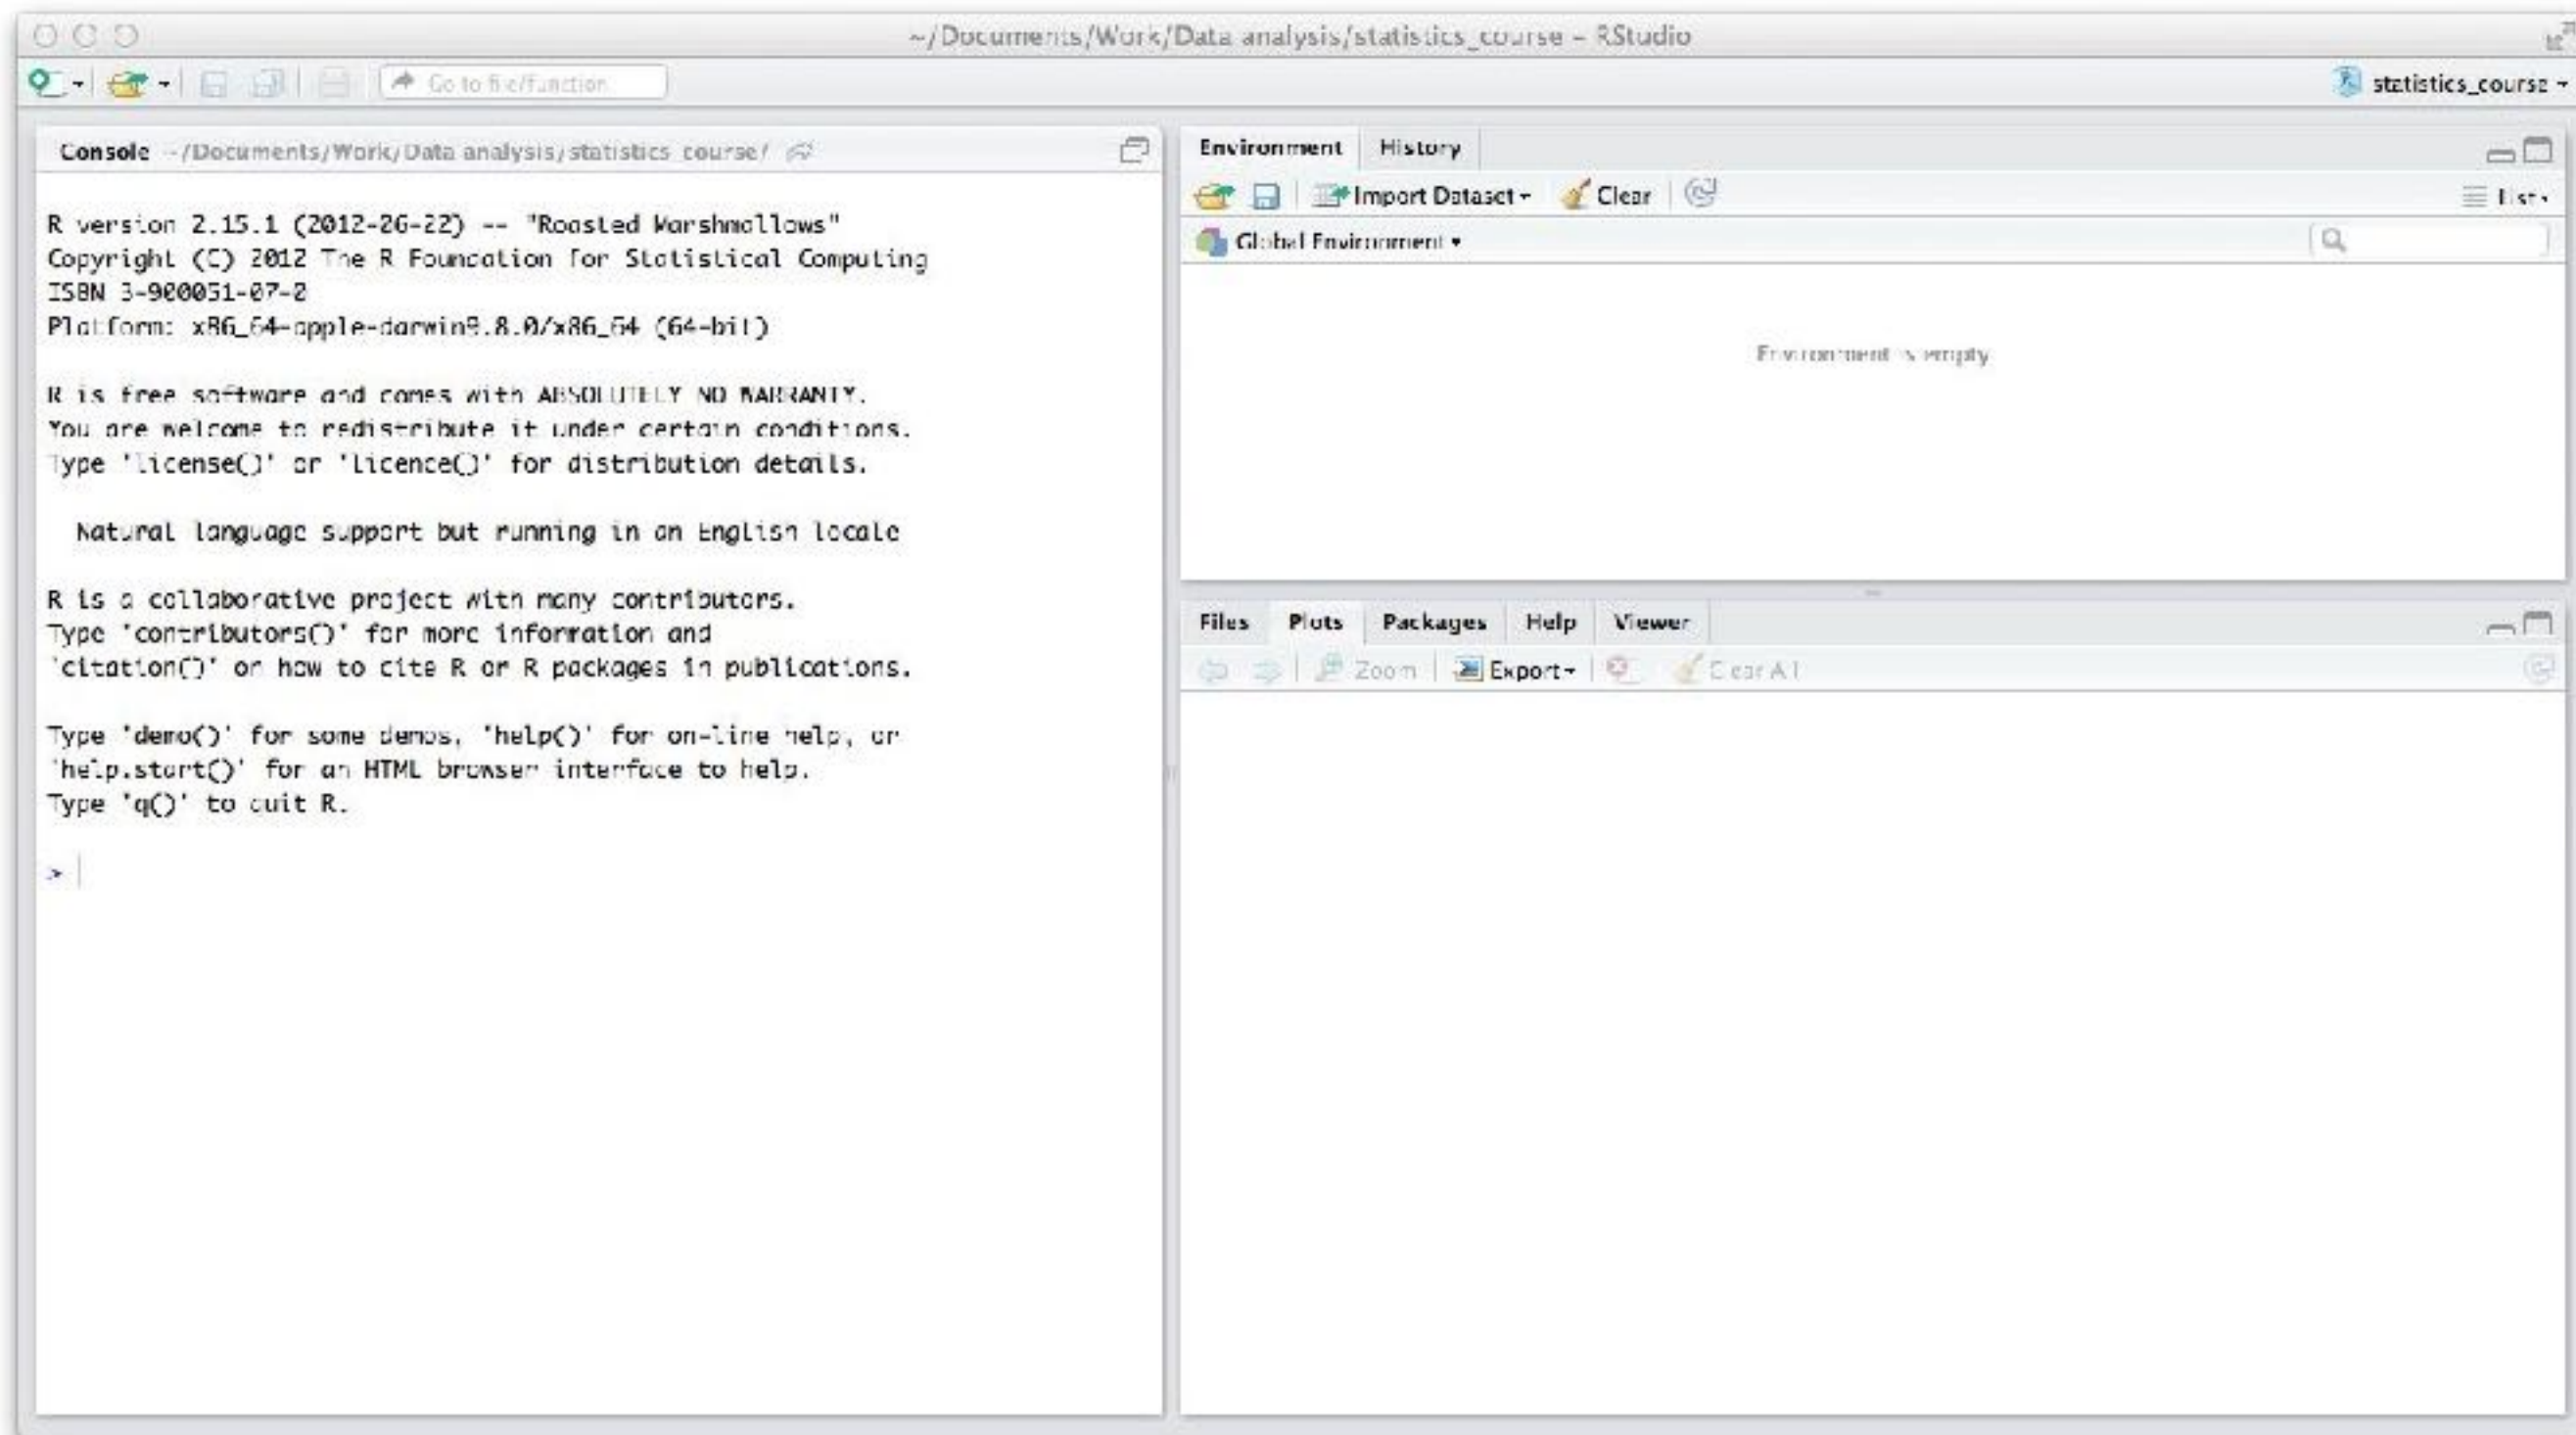 ~/Documents/Work/Data analysis/statistics_course – RStudio
Go to file/function
statistics_course
Console ~/Documents/Work/Data analysis/statistics_course/
R version 2.15.1 (2012-06-22) -- "Roasted Marshmallows"
Copyright (C) 2012 The R Foundation for Statistical Computing
ISBN 3-900051-07-0
Platform: x86_64-apple-darwin9.8.0/x86_64 (64-bit)
R is free software and comes with ABSOLUTELY NO WARRANTY.
You are welcome to redistribute it under certain conditions.
Type 'license()' or 'licence()' for distribution details.
Natural language support but running in an English locale
R is a collaborative project with many contributors.
Type 'contributors()' for more information and
'citation()' on how to cite R or R packages in publications.
Type 'demo()' for some demos, 'help()' for on-line help, or
'help.start()' for an HTML browser interface to help.
Type 'q()' to quit R.
>
Environment History
Import Dataset Clear List
Global Environment
Environment is empty
Files Plots Packages Help Viewer
Zoom Export Clear All